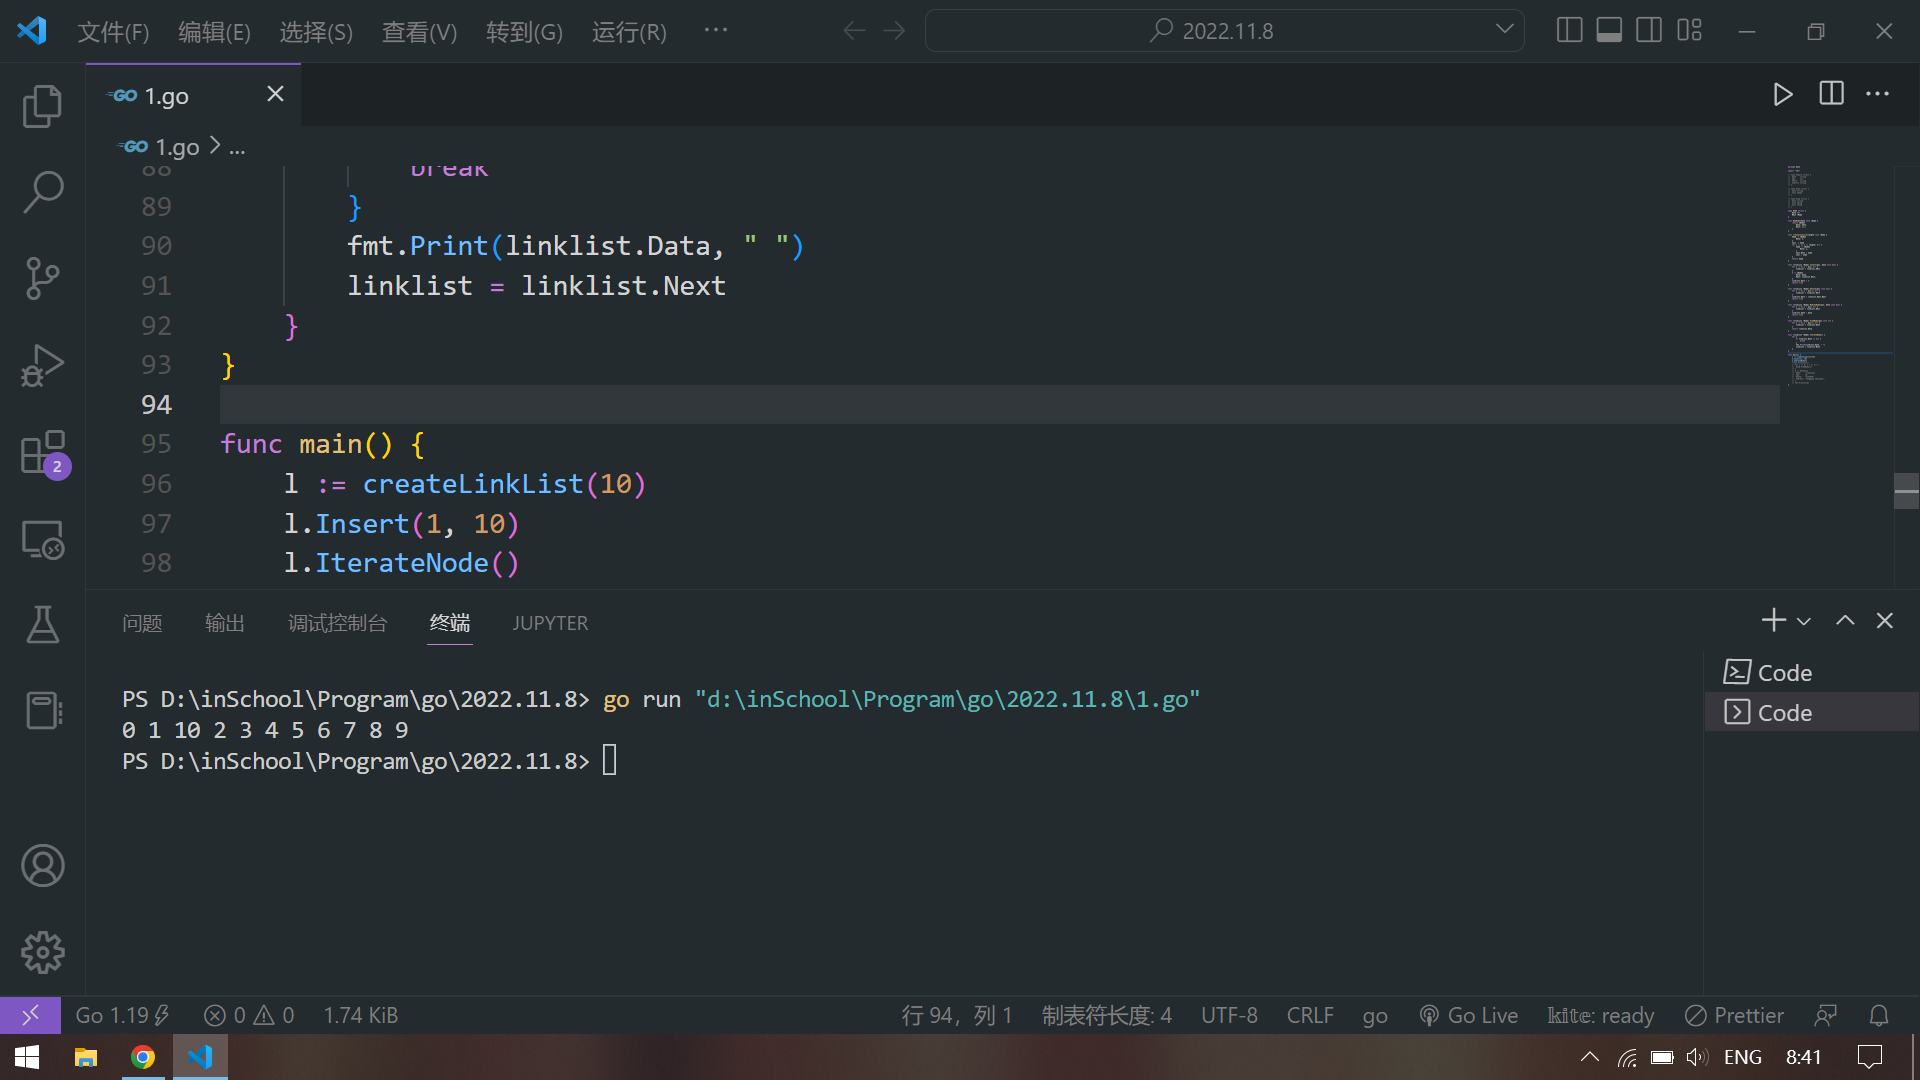 文件(F) 编辑(E) 选择(S) 查看(V) 转到(G) 运行(R) ··· 2022.11.8
GO 1.go
GO 1.go > ...
88 break
89 }
90 fmt.Print(linklist.Data, " ")
91 linklist = linklist.Next
92 }
93 }
94
95 func main() {
96 l := createLinkList(10)
97 l.Insert(1, 10)
98 l.IterateNode()
2
问题 输出 调试控制台 终端 JUPYTER
Code
Code
PS D:\inSchool\Program\go\2022.11.8> go run "d:\inSchool\Program\go\2022.11.8\1.go"
0 1 10 2 3 4 5 6 7 8 9
PS D:\inSchool\Program\go\2022.11.8>
Go 1.19 0 0 1.74 KiB 行 94，列 1 制表符长度: 4 UTF-8 CRLF go Go Live kite: ready Prettier
ENG 8:41